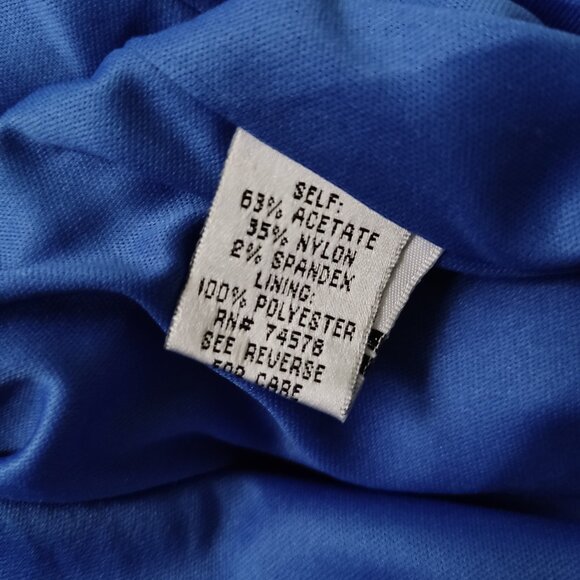 SELF:
63% ACETATE
35% NYLON
2% SPANDEX
LINING:
100% POLYESTER
RN# 74578
SEE REVERSE
FOR CARE